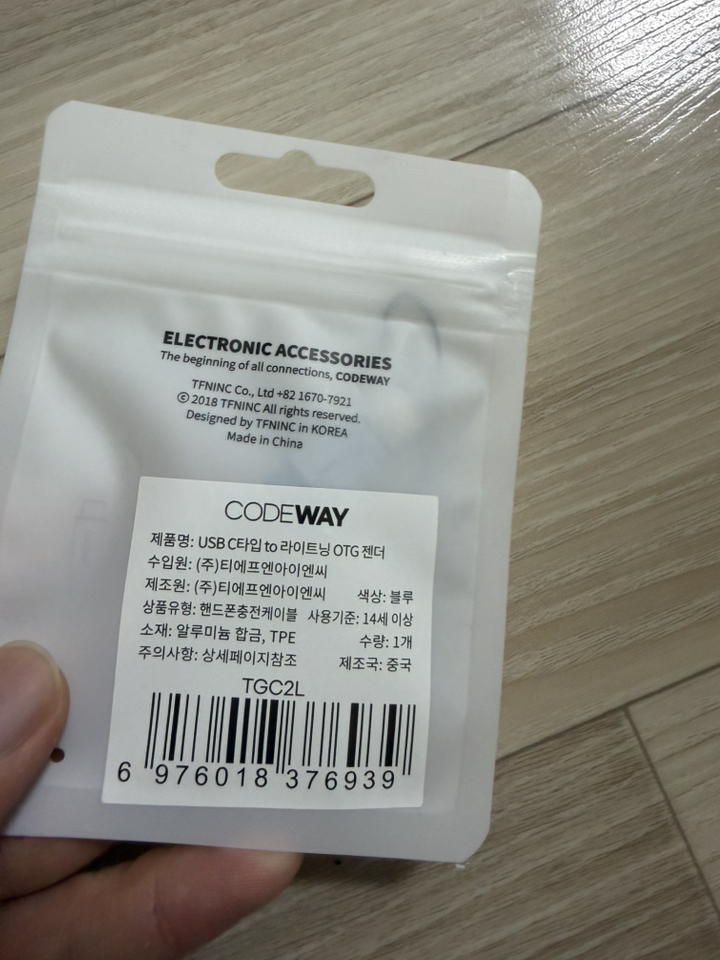 ELECTRONIC ACCESSORIES
The beginning of all connections, CODEWAY
TFNINC Co., Ltd +82 1670-7921
ⓒ 2018 TFNINC All rights reserved.
Designed by TFNINC in KOREA
Made in China
CODEWAY
제품명: USB C타입 to 라이트닝 OTG 젠더
수입원: (주)티에프엔아이엔씨
제조원: (주)티에프엔아이엔씨 색상: 블루
상품유형: 핸드폰충전케이블 사용기준: 14세 이상
소재: 알루미늄 합금, TPE 수량: 1개
주의사항: 상세페이지참조 제조국: 중국
TGC2L
6 976018 376939